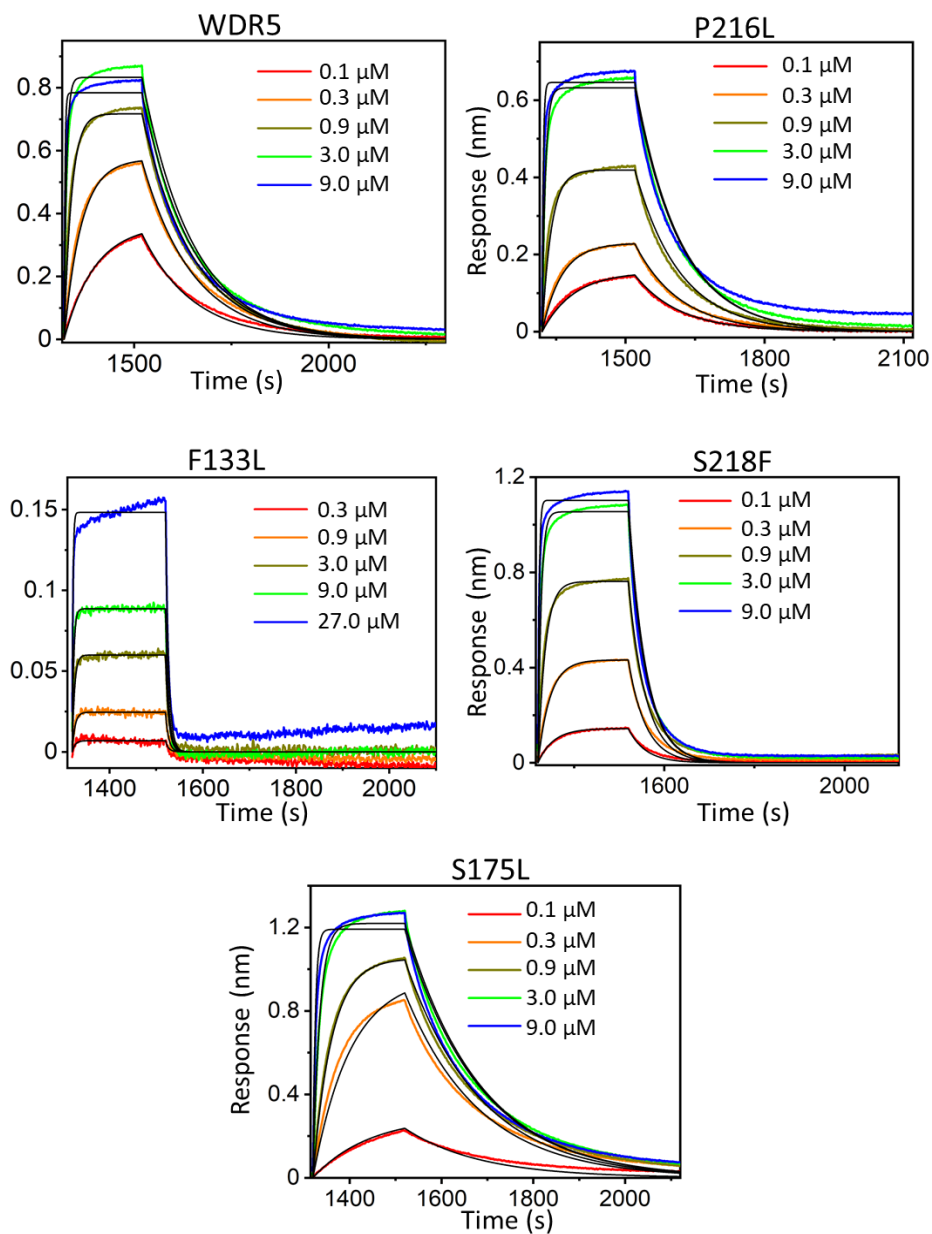 WDR5
0.8
0.6
0.4
0.2
0
0.1 µM
0.3 µM
0.9 µM
3.0 µM
9.0 µM
1500
2000
Time (s)
P216L
Response (nm)
0.6
0.4
0.2
0.0
0.1 µM
0.3 µM
0.9 µM
3.0 µM
9.0 µM
1500
1800
2100
Time (s)
F133L
0.15
0.10
0.05
0
0.3 µM
0.9 µM
3.0 µM
9.0 µM
27.0 µM
1400
1600
1800
2000
Time (s)
S218F
Response (nm)
1.2
0.8
0.4
0.0
0.1 µM
0.3 µM
0.9 µM
3.0 µM
9.0 µM
1600
2000
Time (s)
S175L
Response (nm)
1.2
0.8
0.4
0
0.1 µM
0.3 µM
0.9 µM
3.0 µM
9.0 µM
1400
1600
1800
2000
Time (s)